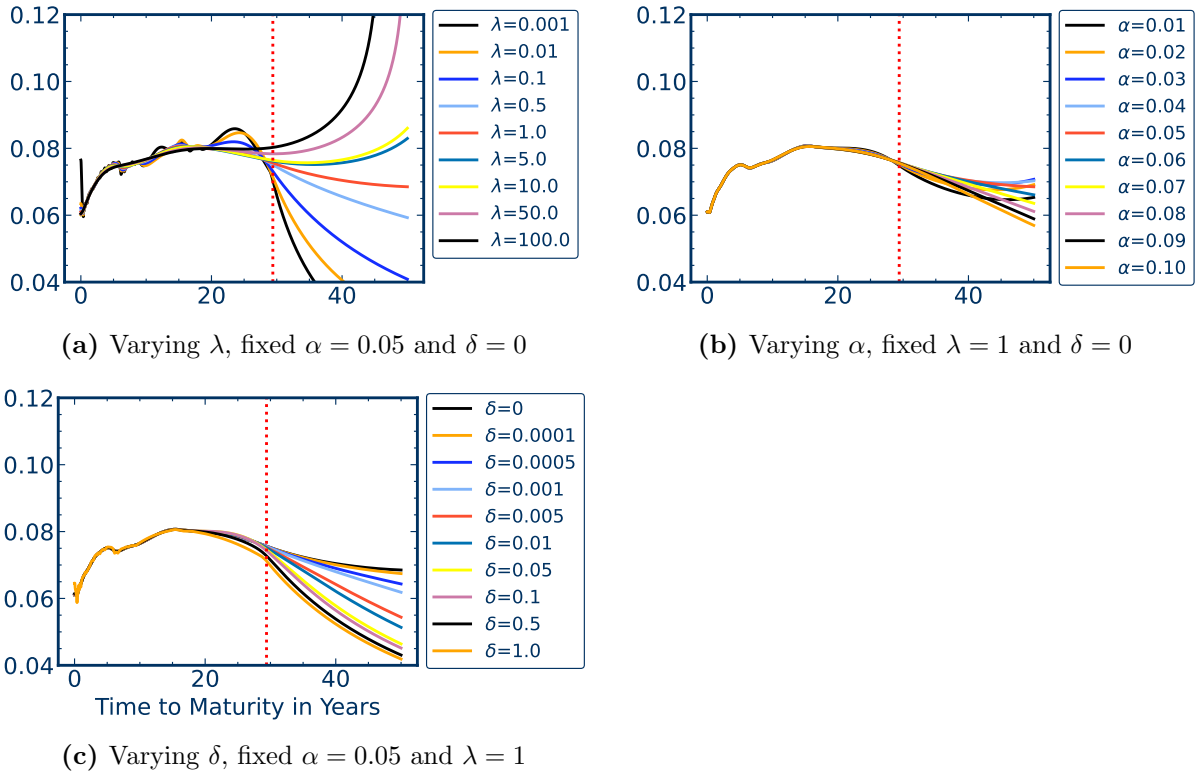 0.12
0.10
0.08
0.06
0.04
0
20
40
λ=0.001
λ=0.01
λ=0.1
λ=0.5
λ=1.0
λ=5.0
λ=10.0
λ=50.0
λ=100.0
(a) Varying λ, fixed α = 0.05 and δ = 0
0.12
0.10
0.08
0.06
0.04
0
20
40
α=0.01
α=0.02
α=0.03
α=0.04
α=0.05
α=0.06
α=0.07
α=0.08
α=0.09
α=0.10
(b) Varying α, fixed λ = 1 and δ = 0
0.12
0.10
0.08
0.06
0.04
0
20
40
Time to Maturity in Years
δ=0
δ=0.0001
δ=0.0005
δ=0.001
δ=0.005
δ=0.01
δ=0.05
δ=0.1
δ=0.5
δ=1.0
(c) Varying δ, fixed α = 0.05 and λ = 1